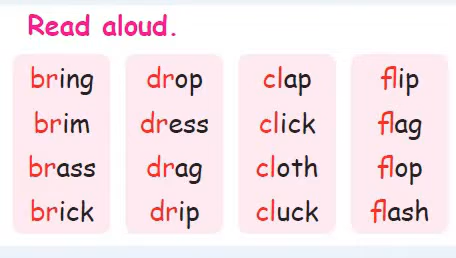 Read aloud.
bring drop clap flip
brim dress click flag
brass drag cloth flop
brick drip cluck flash